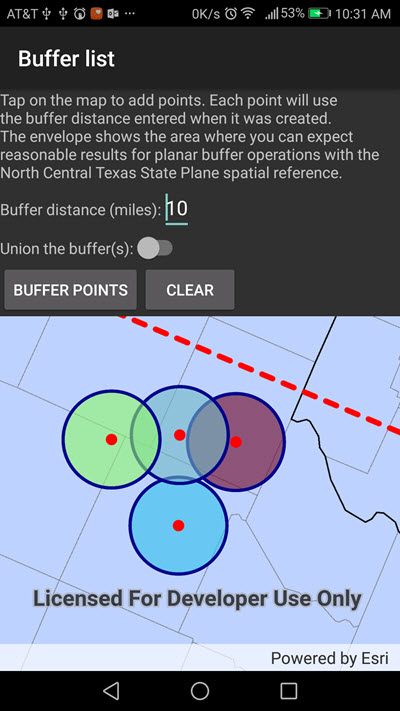 AT&T 0K/s 53% 10:31 AM
Buffer list
Tap on the map to add points. Each point will use
the buffer distance entered when it was created.
The envelope shows the area where you can expect
reasonable results for planar buffer operations with the
North Central Texas State Plane spatial reference.
Buffer distance (miles): 10
Union the buffer(s):
BUFFER POINTS CLEAR
Licensed For Developer Use Only
Powered by Esri